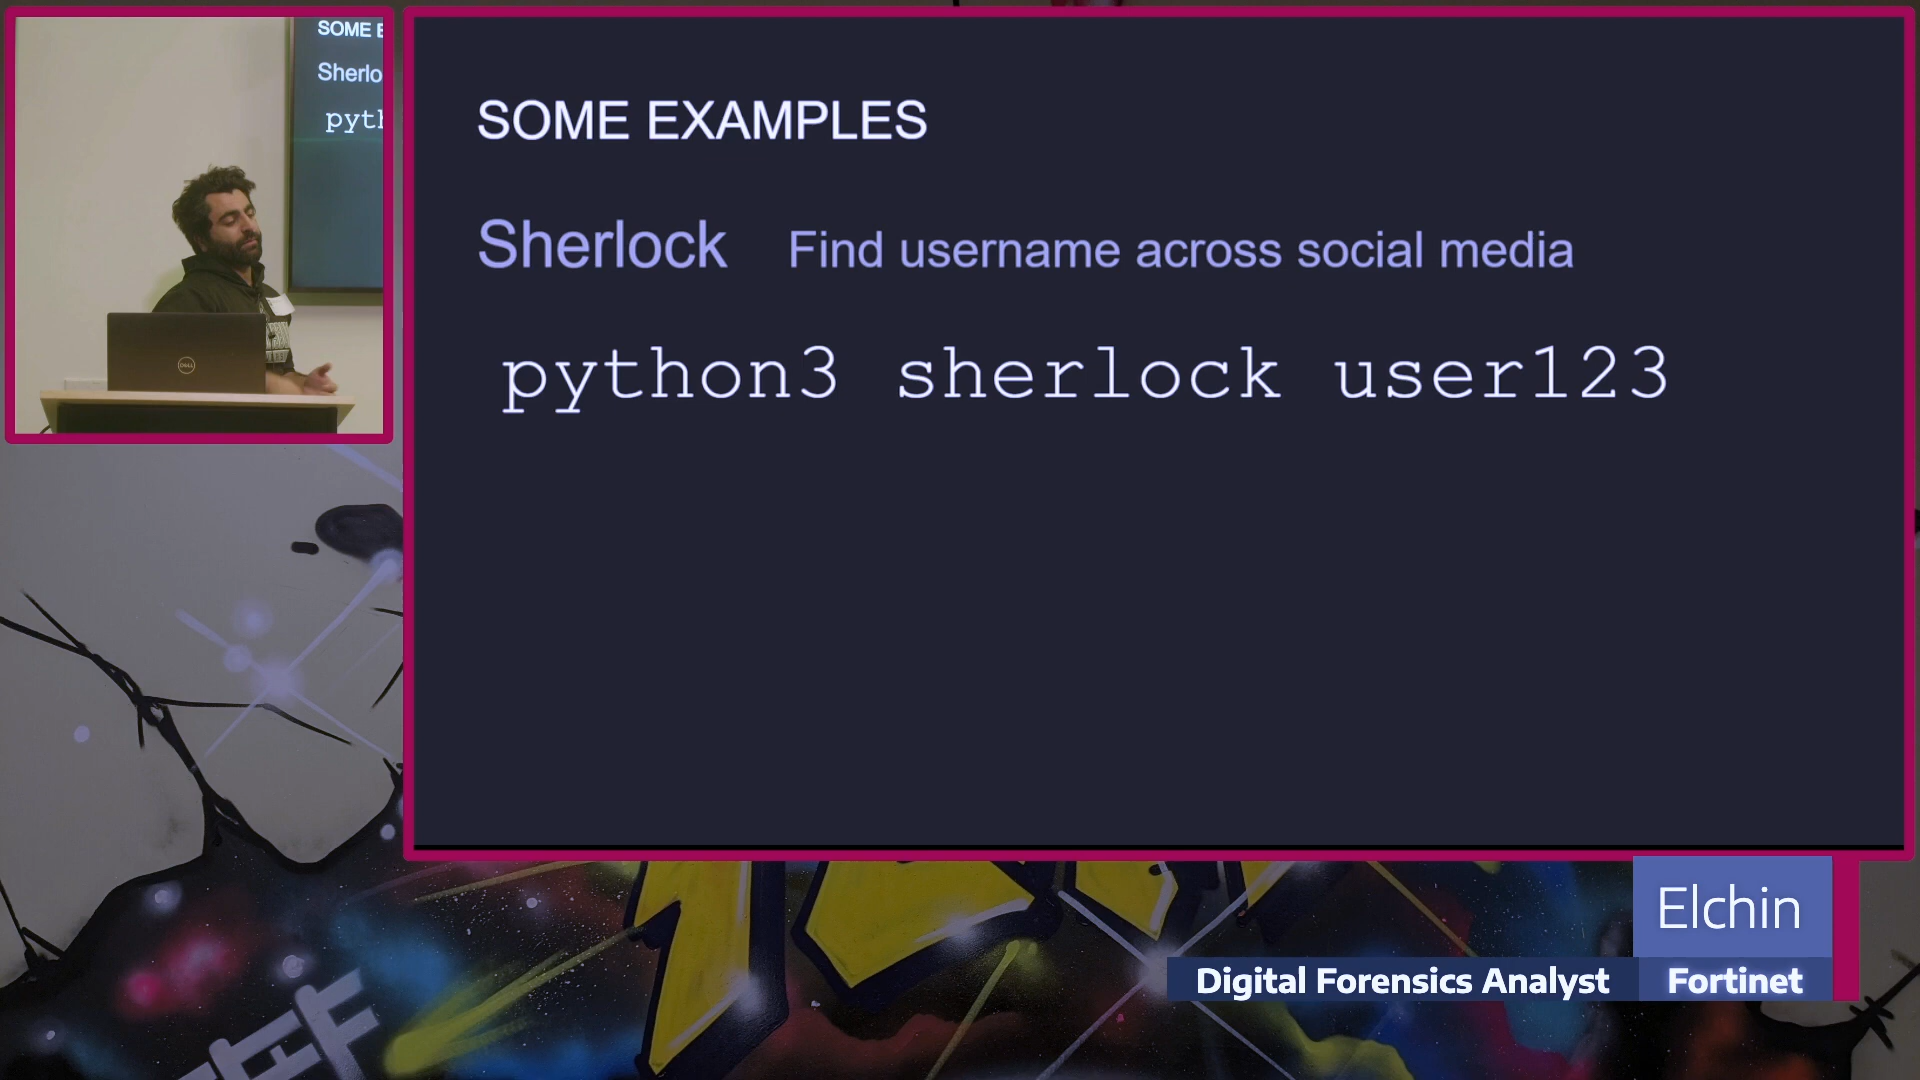 SOME E
Sherlo
pyth
DELL
SOME EXAMPLES
Sherlock Find username across social media
python3 sherlock user123
Elchin
Digital Forensics Analyst Fortinet